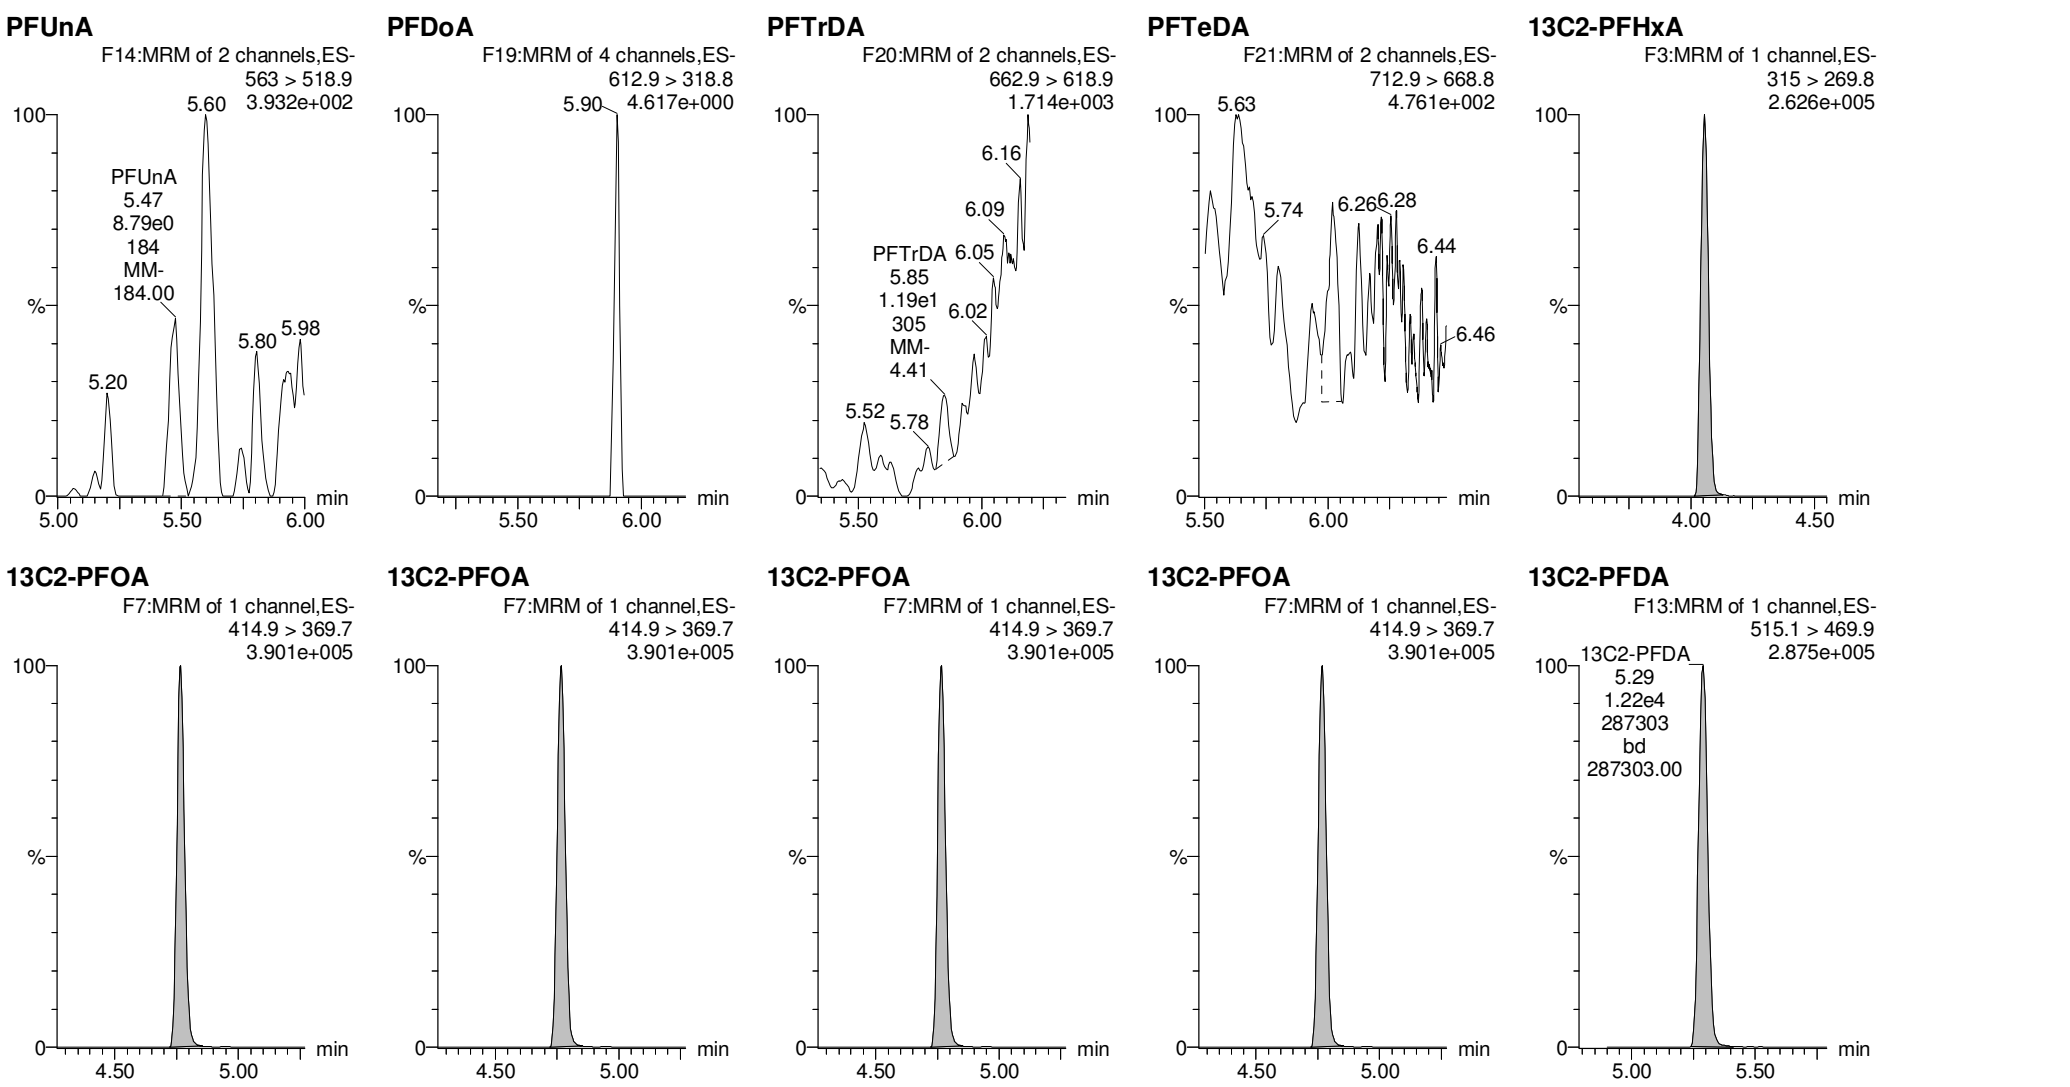 PFUnA
F14:MRM of 2 channels,ES-
563 > 518.9
3.932e+002
5.60
100
PFUnA
5.47
8.79e0
184
MM-
184.00
5.20
5.80
5.98
%
0
min
5.00
5.50
6.00
PFDoA
F19:MRM of 4 channels,ES-
612.9 > 318.8
4.617e+000
5.90
100
%
0
min
5.50
6.00
PFTrDA
F20:MRM of 2 channels,ES-
662.9 > 618.9
1.714e+003
100
6.16
6.09
PFTrDA
5.85
1.19e1
305
MM-
4.41
6.05
6.02
5.52
5.78
%
0
min
5.50
6.00
PFTeDA
F21:MRM of 2 channels,ES-
712.9 > 668.8
4.761e+002
5.63
100
5.74
6.26
6.28
6.44
6.46
%
0
min
5.50
6.00
13C2-PFHxA
F3:MRM of 1 channel,ES-
315 > 269.8
2.626e+005
100
%
0
min
4.00
4.50
13C2-PFOA
F7:MRM of 1 channel,ES-
414.9 > 369.7
3.901e+005
100
%
0
min
4.50
5.00
13C2-PFOA
F7:MRM of 1 channel,ES-
414.9 > 369.7
3.901e+005
100
%
0
min
4.50
5.00
13C2-PFOA
F7:MRM of 1 channel,ES-
414.9 > 369.7
3.901e+005
100
%
0
min
4.50
5.00
13C2-PFOA
F7:MRM of 1 channel,ES-
414.9 > 369.7
3.901e+005
100
%
0
min
4.50
5.00
13C2-PFDA
F13:MRM of 1 channel,ES-
515.1 > 469.9
2.875e+005
100
13C2-PFDA
5.29
1.22e4
287303
bd
287303.00
%
0
min
5.00
5.50